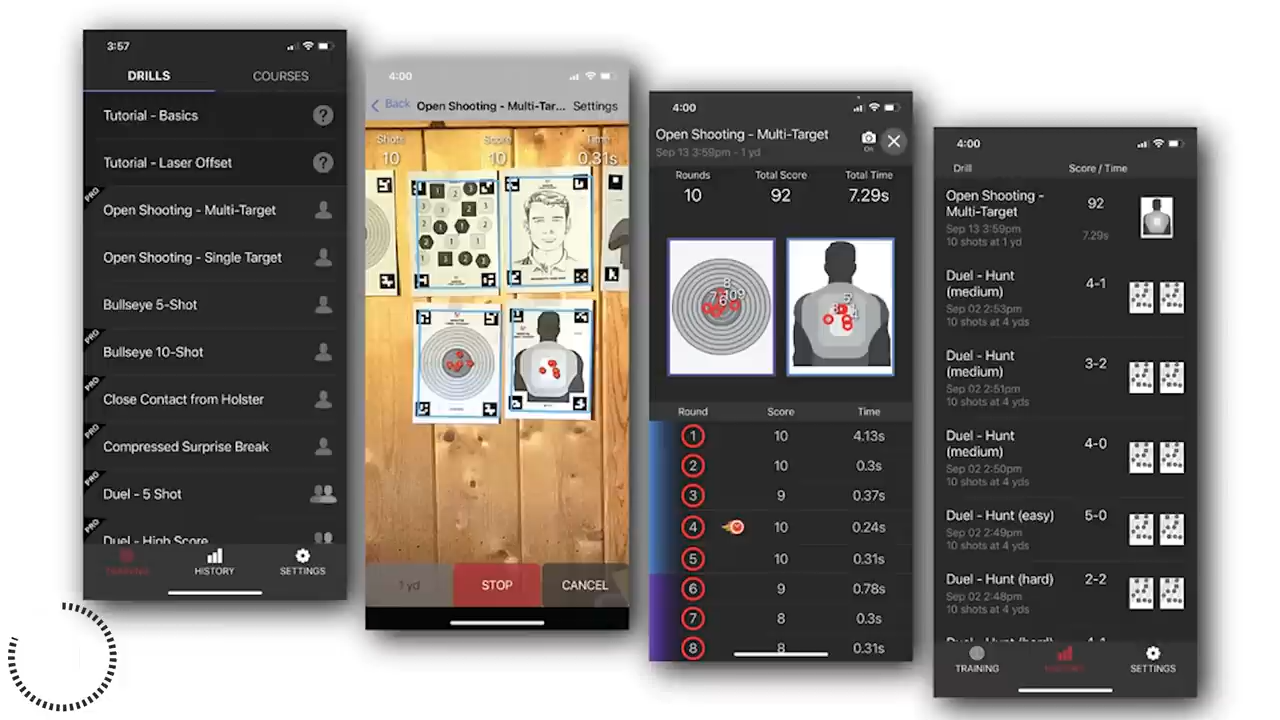 3:57
DRILLS
COURSES
Tutorial - Basics
?
Tutorial - Laser Offset
?
PRO
Open Shooting - Multi-Target
Open Shooting - Single Target
Bullseye 5-Shot
PRO
Bullseye 10-Shot
PRO
Close Contact from Holster
PRO
Compressed Surprise Break
PRO
Duel - 5 Shot
PRO
Duel - High Score
TRAINING
HISTORY
SETTINGS
4:00
Back
Open Shooting - Multi-Tar...
Settings
Shots
Score
Time
10
10
0.31s
1 yd
STOP
CANCEL
4:00
Open Shooting - Multi-Target
Sep 13 3:59pm - 1 yd
ON
Rounds
Total Score
Total Time
10
92
7.29s
Round
Score
Time
1
10
4.13s
2
10
0.3s
3
9
0.37s
4
10
0.24s
5
10
0.31s
6
9
0.78s
7
8
0.3s
8
8
0.31s
4:00
Drill
Score / Time
Open Shooting -
Multi-Target
92
Sep 13 3:59pm
10 shots at 1 yd
7.29s
Duel - Hunt
(medium)
4-1
Sep 02 2:53pm
10 shots at 4 yds
Duel - Hunt
(medium)
3-2
Sep 02 2:51pm
10 shots at 4 yds
Duel - Hunt
(medium)
4-0
Sep 02 2:50pm
10 shots at 4 yds
Duel - Hunt (easy)
5-0
Sep 02 2:49pm
10 shots at 4 yds
Duel - Hunt (hard)
2-2
Sep 02 2:48pm
10 shots at 4 yds
Duel - Hunt (hard)
4-1
TRAINING
HISTORY
SETTINGS